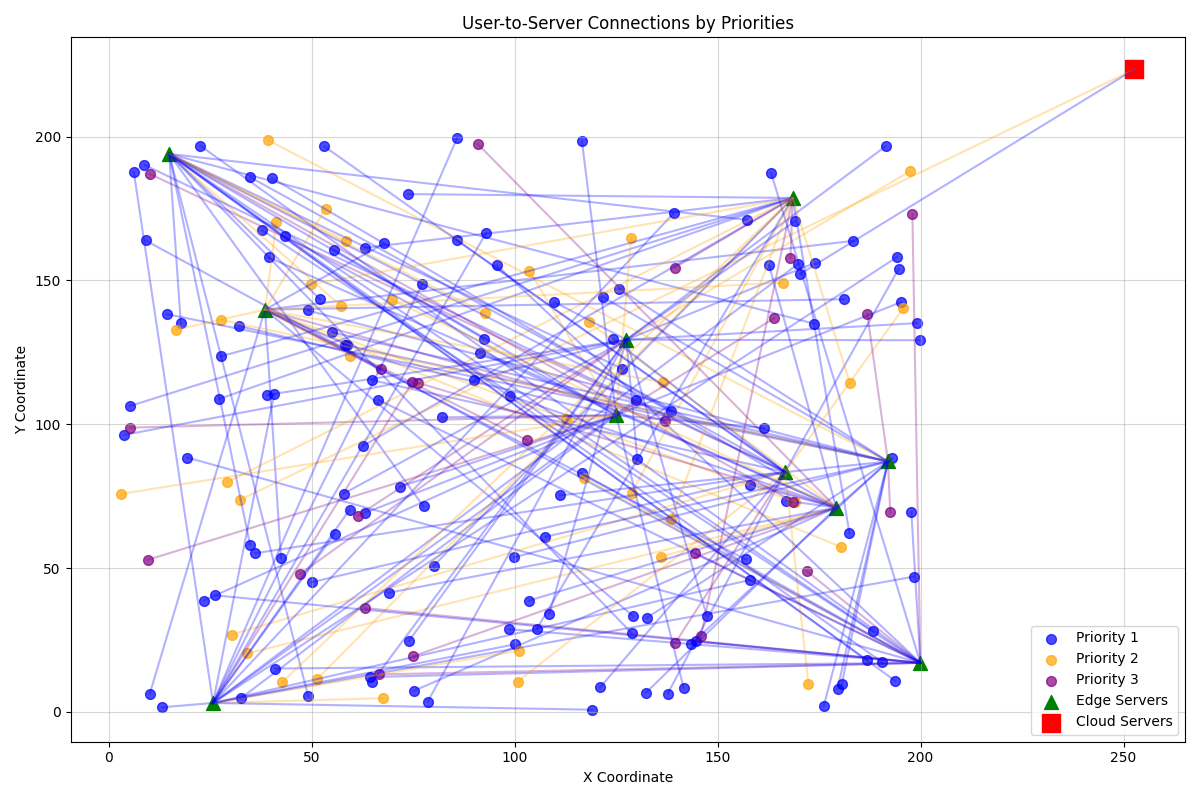 User-to-Server Connections by Priorities
Y Coordinate
200
150
100
50
0
0
50
100
150
200
250
X Coordinate
Priority 1
Priority 2
Priority 3
Edge Servers
Cloud Servers